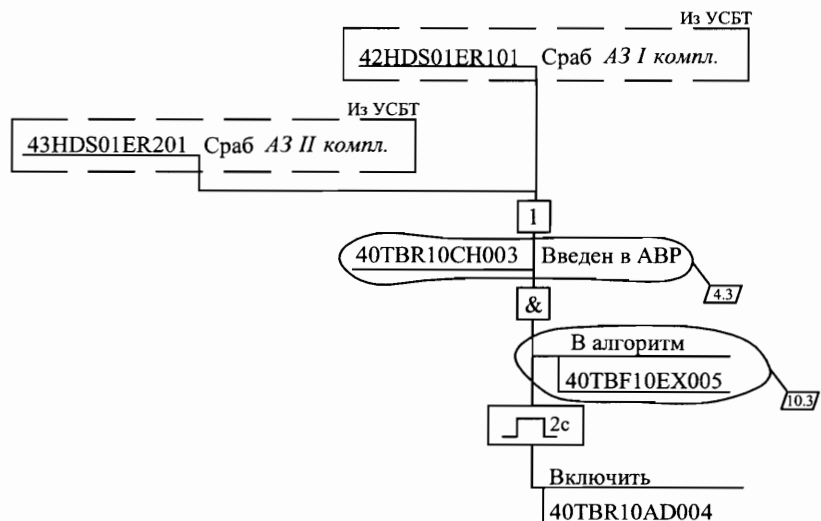 Из УСБТ
42HDS01ER101 Сраб АЗ I компл.
Из УСБТ
43HDS01ER201 Сраб АЗ II компл.
1
40TBR10CH003 Введен в АВР
4.3
&
В алгоритм
40TBF10EX005
10.3
2с
Включить
40TBR10AD004